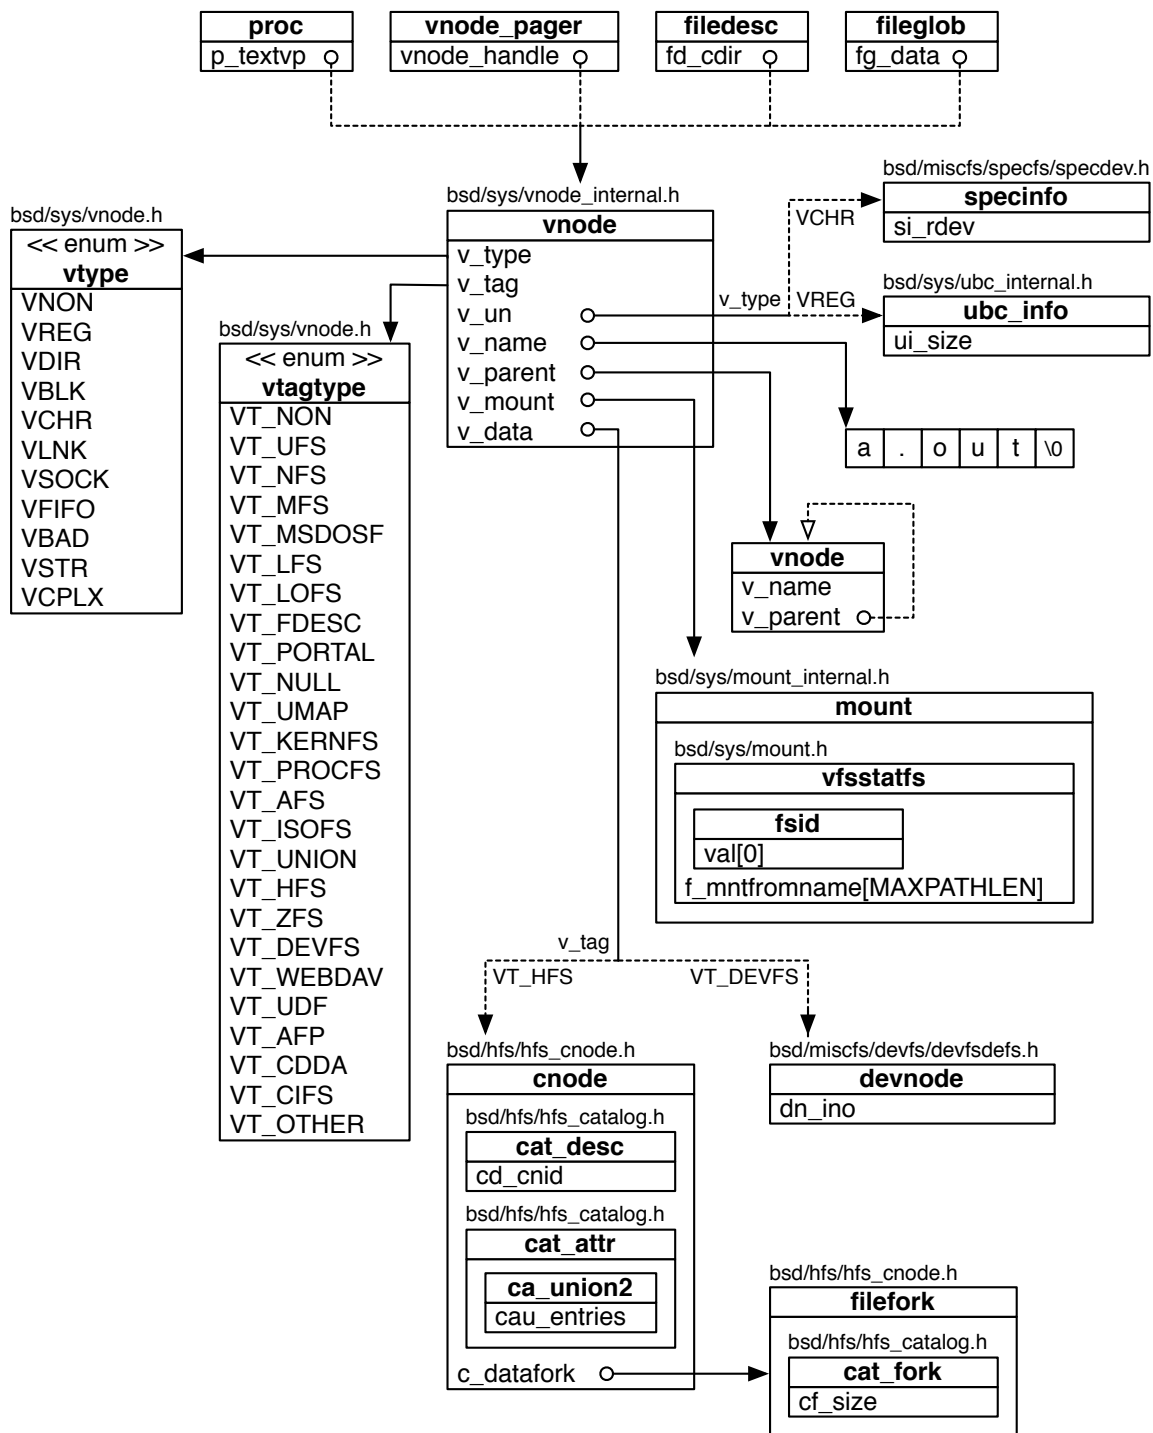 proc
p_textvp
vnode_pager
vnode_handle
filedesc
fd_cdir
fileglob
fg_data
bsd/sys/vnode.h
<< enum >>
vtype
VNON
VREG
VDIR
VBLK
VCHR
VLNK
VSOCK
VFIFO
VBAD
VSTR
VCPLX
bsd/sys/vnode.h
<< enum >>
vtagtype
VT_NON
VT_UFS
VT_NFS
VT_MFS
VT_MSDOSF
VT_LFS
VT_LOFS
VT_FDESC
VT_PORTAL
VT_NULL
VT_UMAP
VT_KERNFS
VT_PROCFS
VT_AFS
VT_ISOFS
VT_UNION
VT_HFS
VT_ZFS
VT_DEVFS
VT_WEBDAV
VT_UDF
VT_AFP
VT_CDDA
VT_CIFS
VT_OTHER
bsd/sys/vnode_internal.h
vnode
v_type
v_tag
v_un
v_name
v_parent
v_mount
v_data
v_type
VCHR
VREG
bsd/miscfs/specfs/specdev.h
specinfo
si_rdev
bsd/sys/ubc_internal.h
ubc_info
ui_size
a . o u t \0
vnode
v_name
v_parent
bsd/sys/mount_internal.h
mount
bsd/sys/mount.h
vfsstatfs
fsid
val[0]
f_mntfromname[MAXPATHLEN]
v_tag
VT_HFS
VT_DEVFS
bsd/hfs/hfs_cnode.h
cnode
bsd/hfs/hfs_catalog.h
cat_desc
cd_cnid
bsd/hfs/hfs_catalog.h
cat_attr
ca_union2
cau_entries
c_datafork
bsd/miscfs/devfs/devfsdefs.h
devnode
dn_ino
bsd/hfs/hfs_cnode.h
filefork
bsd/hfs/hfs_catalog.h
cat_fork
cf_size